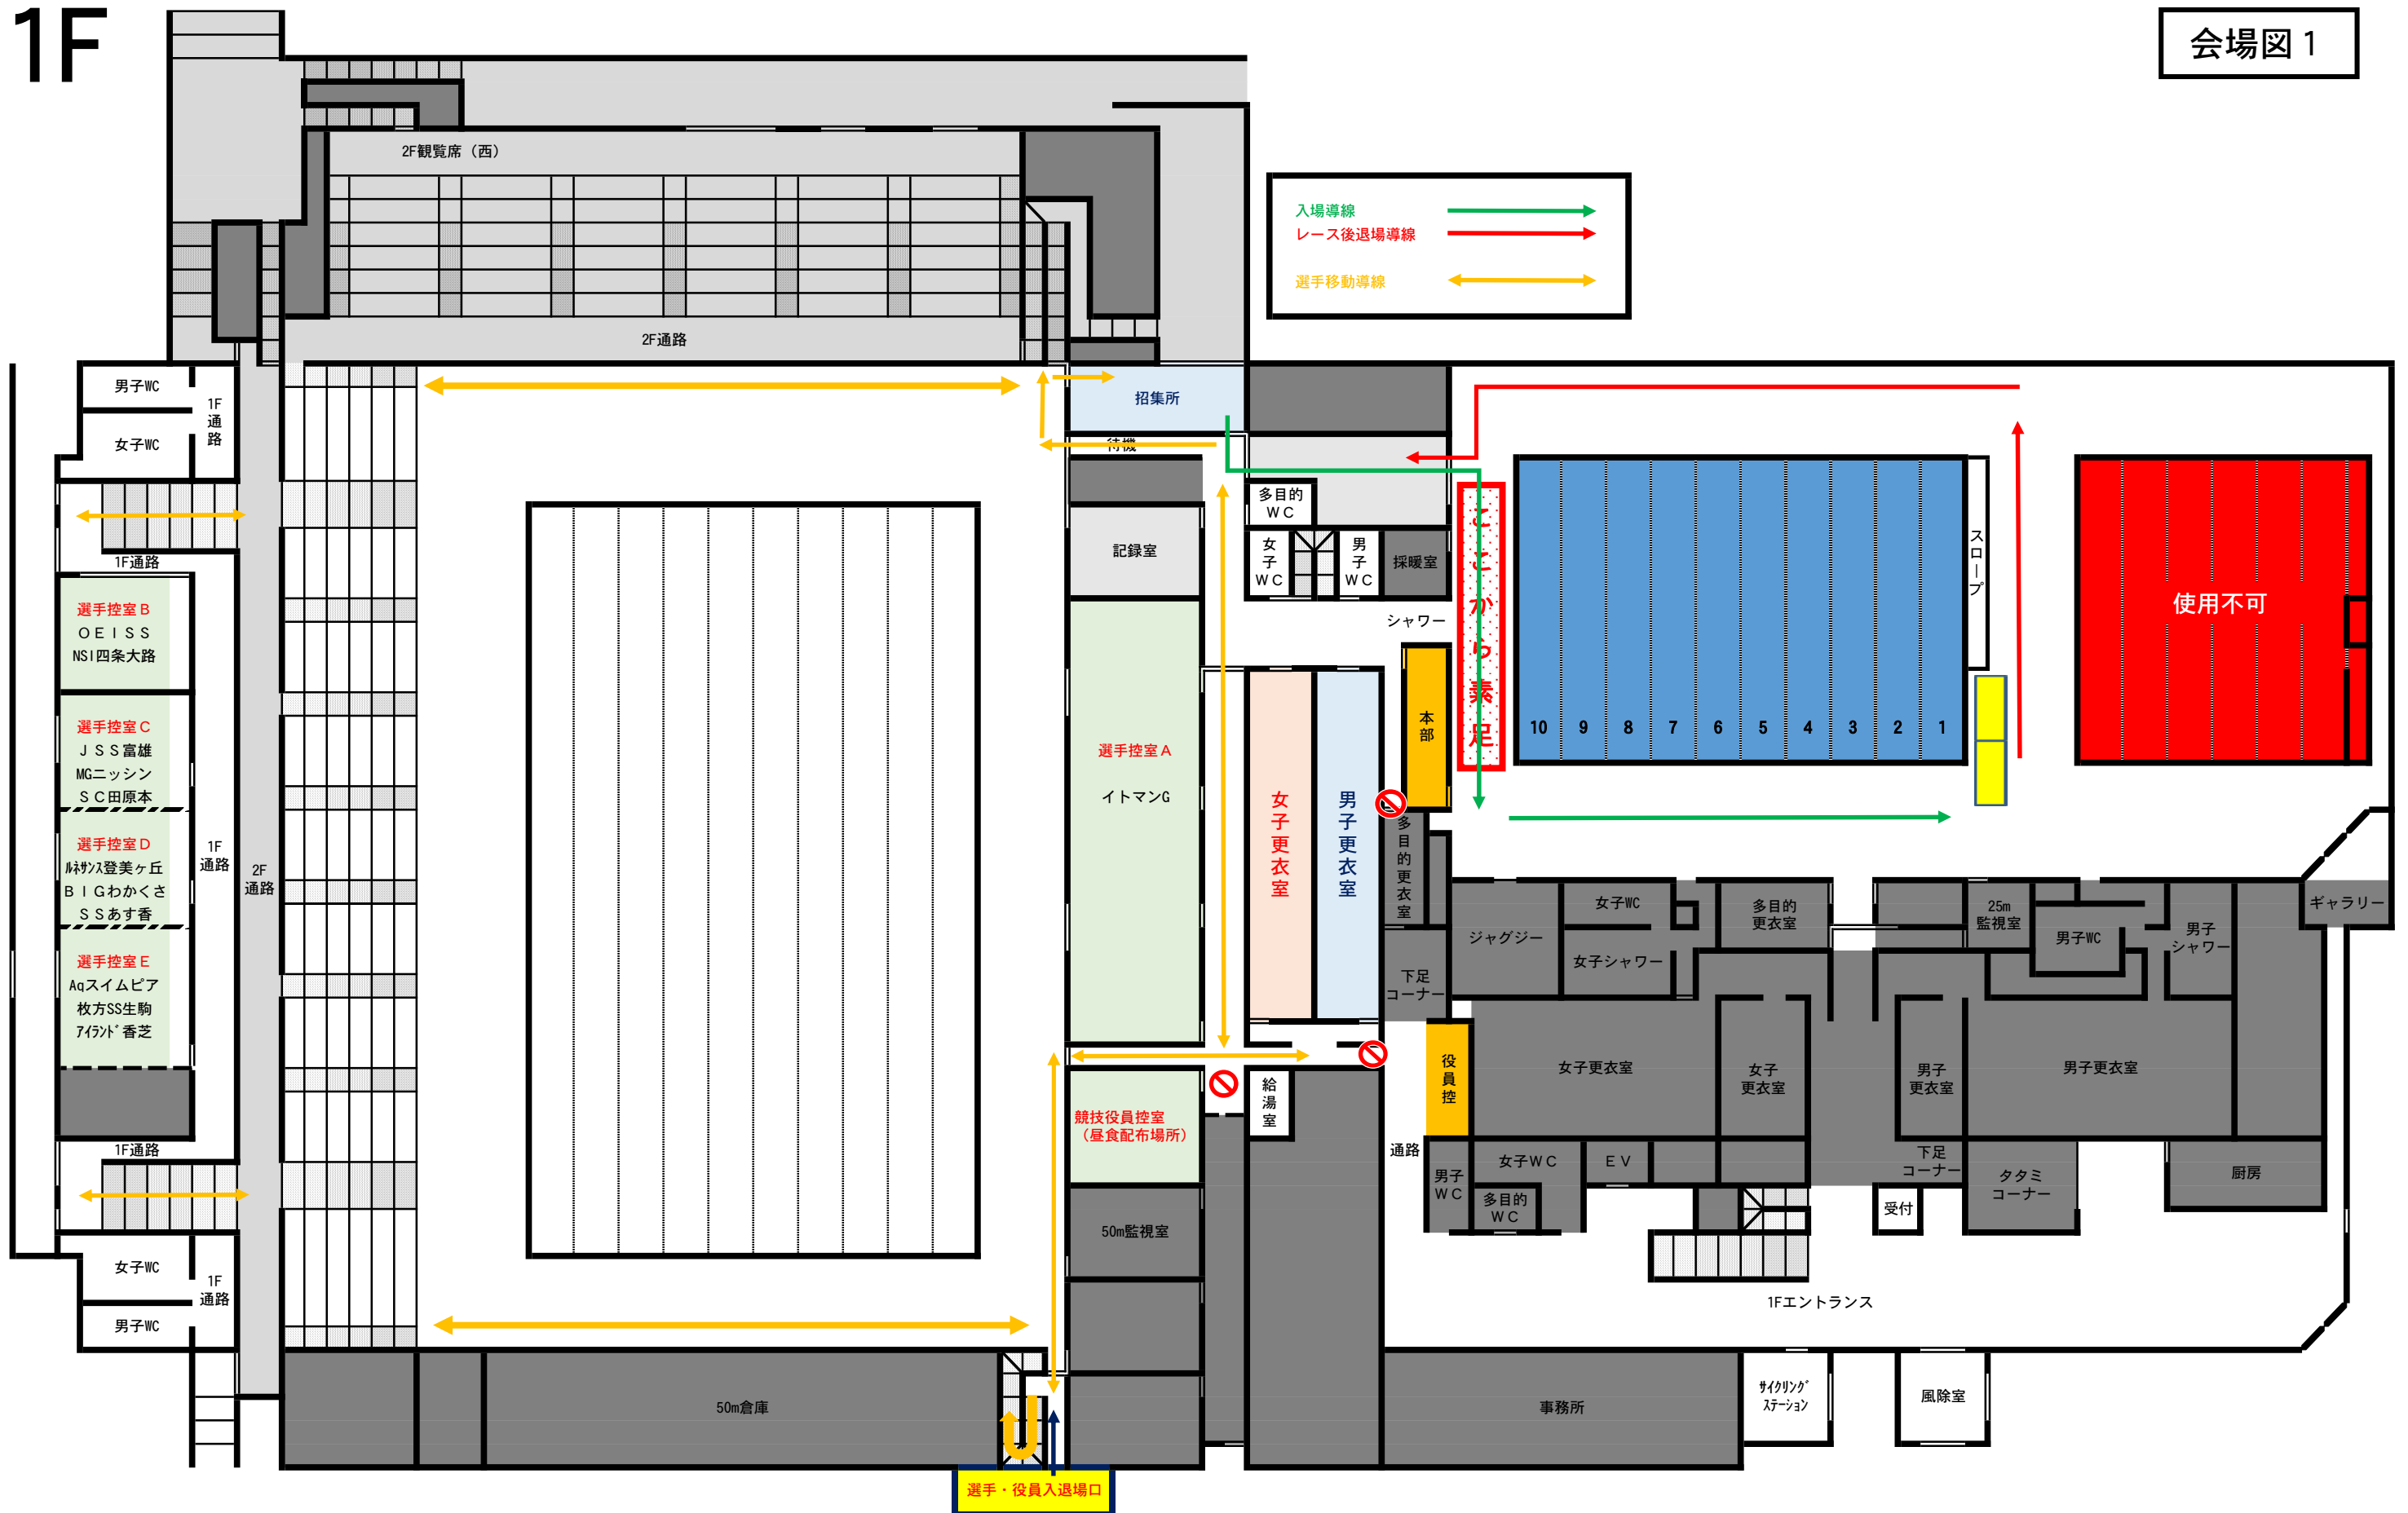 1F
会場図１
2F観覧席（西）
入場導線
レース後退場導線
選手移動導線
2F通路
男子WC
女子WC
1F
通
路
招集所
待機
多目的
ＷＣ
記録室
女
子
ＷＣ
男
子
ＷＣ
採暖室
シャワー
ここから素足
スロープ
使用不可
1F通路
選手控室Ｂ
ＯＥＩＳＳ
NSI四条大路
選手控室Ｃ
ＪＳＳ富雄
MGニッシン
ＳＣ田原本
選手控室Ｄ
ﾙﾈｻﾝｽ登美ヶ丘
ＢＩＧわかくさ
ＳＳあす香
選手控室Ｅ
Aqスイムピア
枚方SS生駒
ｱｲﾗﾝﾄﾞ香芝
1F
通路
2F
通路
選手控室Ａ
イトマンG
女子更衣室
男子更衣室
本部
10 9 8 7 6 5 4 3 2 1
多目的更衣室
下足
コーナー
ジャグジー
女子WC
女子シャワー
多目的
更衣室
25m
監視室
男子WC
男子
シャワー
ギャラリー
役員控
女子更衣室
女子
更衣室
男子
更衣室
男子更衣室
給湯室
競技役員控室
（昼食配布場所）
通路
男子
ＷＣ
女子ＷＣ
多目的
ＷＣ
ＥＶ
下足
コーナー
受付
タタミ
コーナー
厨房
1F通路
50m監視室
女子WC
男子WC
1F
通路
1Fエントランス
50m倉庫
事務所
ｻｲｸﾘﾝｸﾞ
ｽﾃｰｼｮﾝ
風除室
選手・役員入退場口